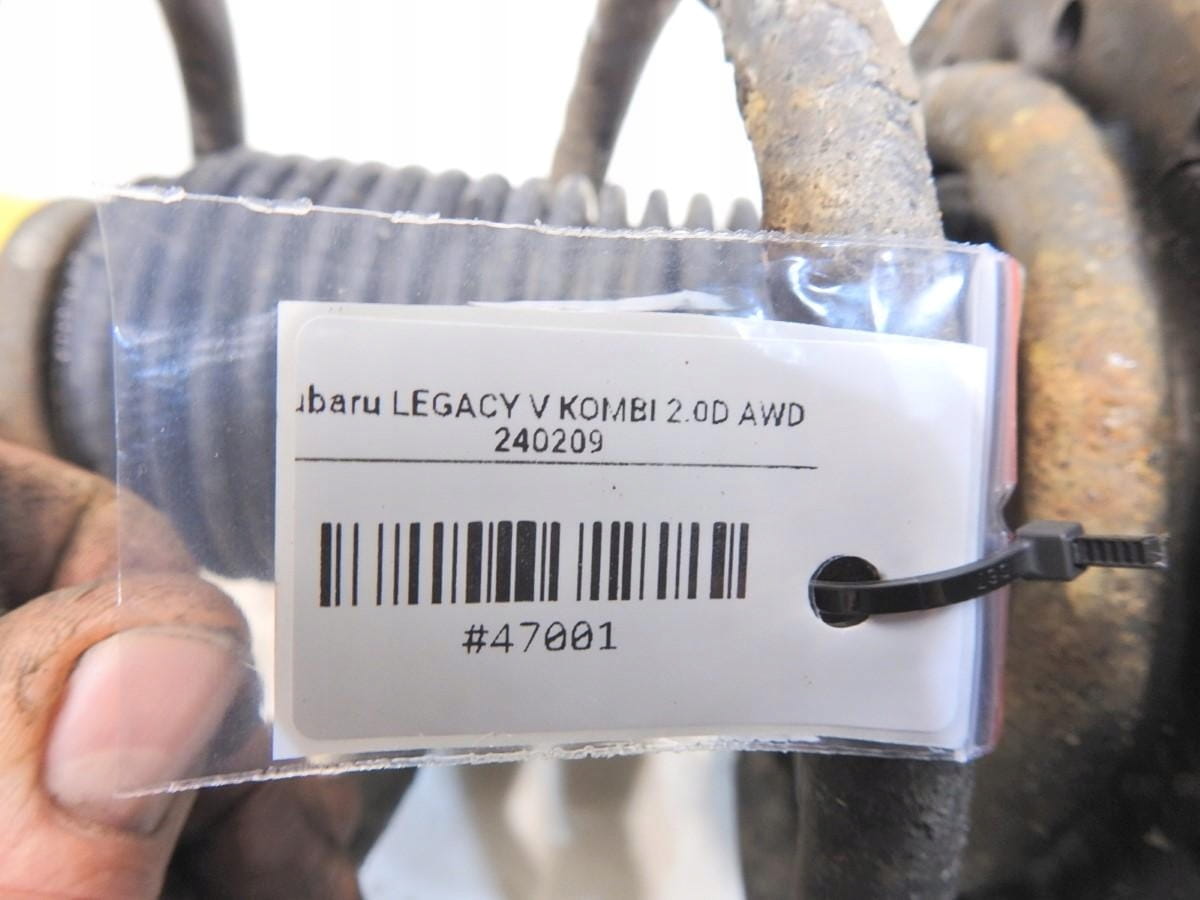 ubaru LEGACY V KOMBI 2.0D AWD
240209
#47001